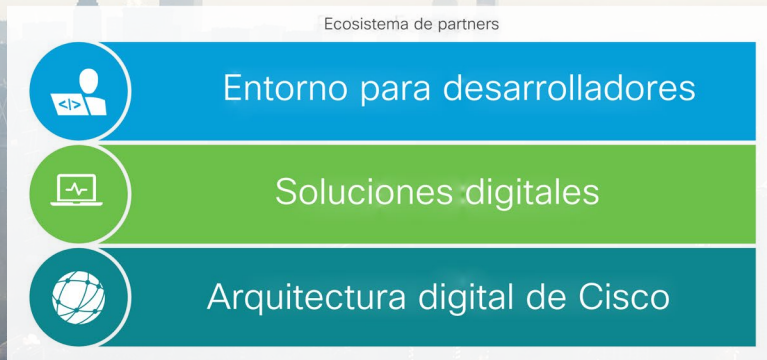 Ecosistema de partners
</>
Entorno para desarrolladores
Soluciones digitales
Arquitectura digital de Cisco